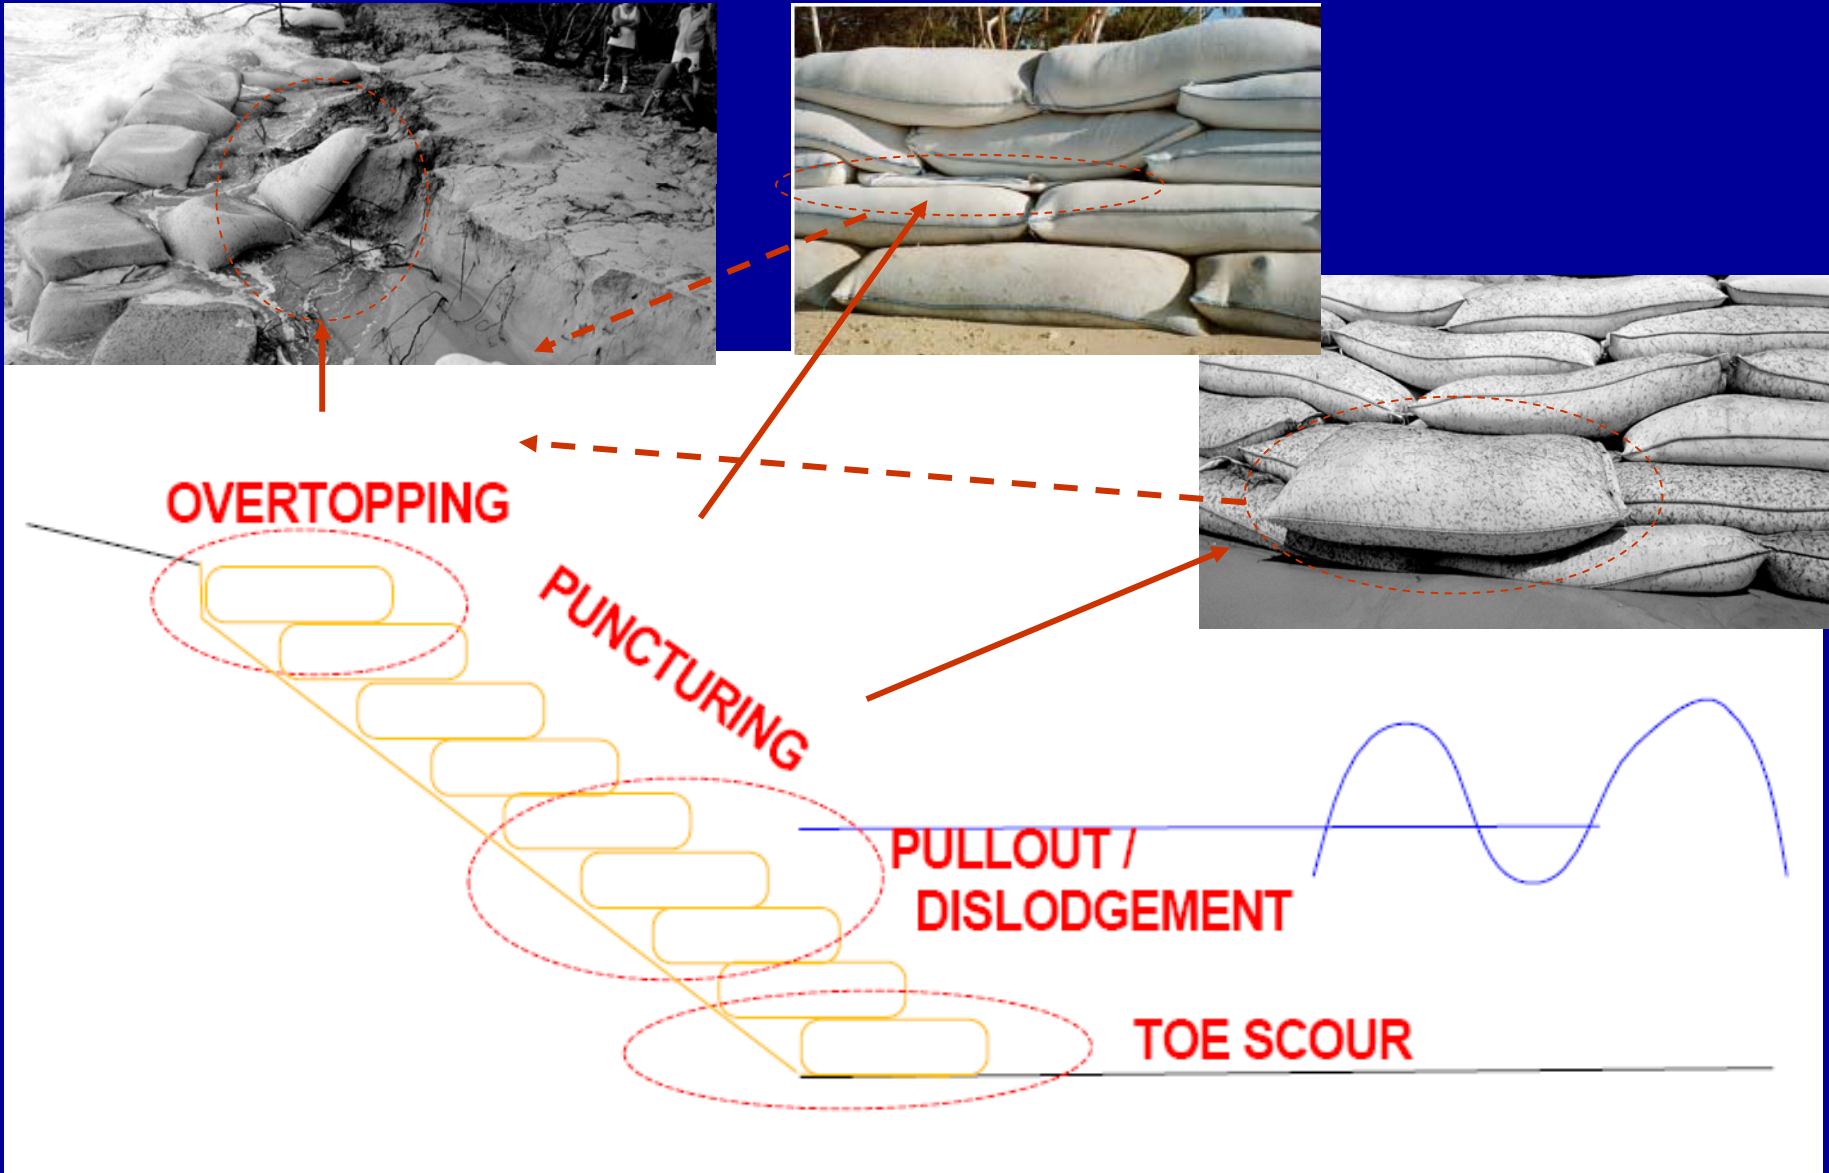 OVERTOPPING
PUNCTURING
PULLOUT /
DISLODGEMENT
TOE SCOUR